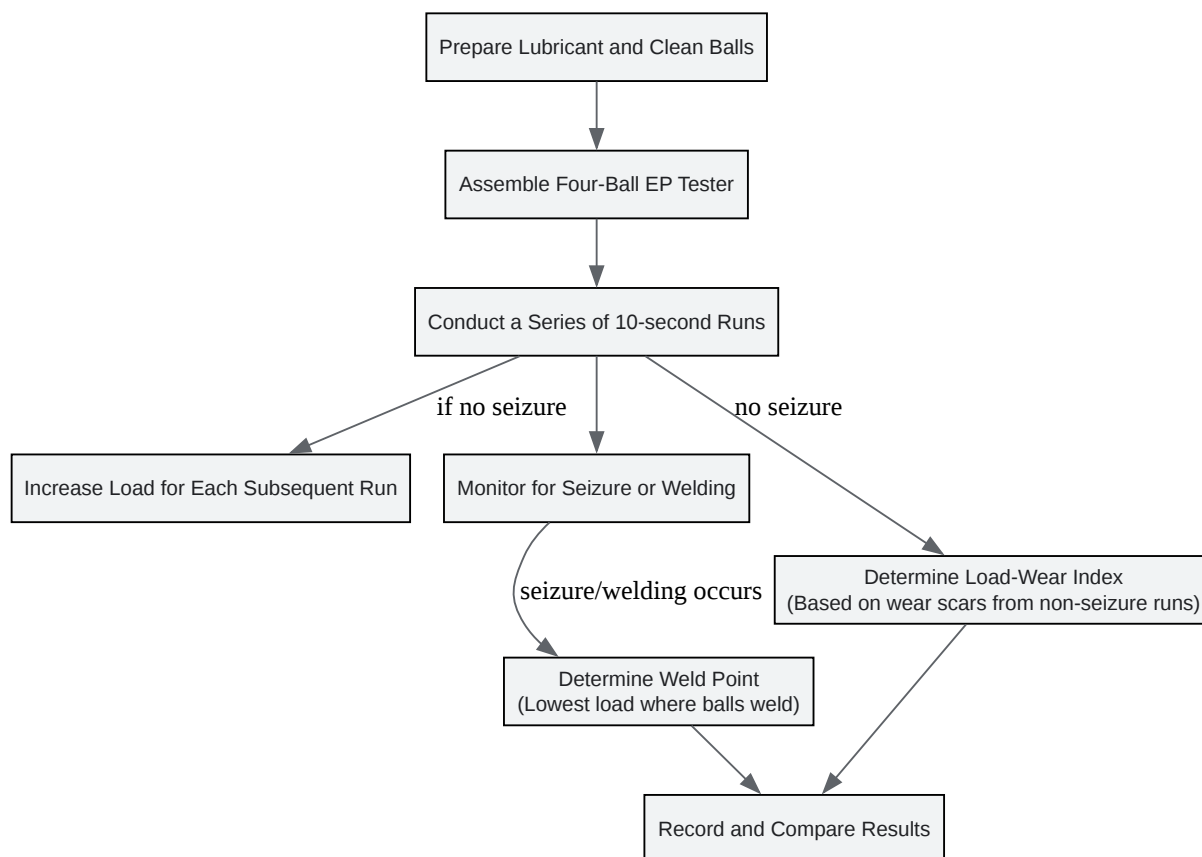 Prepare Lubricant and Clean Balls
Assemble Four-Ball EP Tester
Conduct a Series of 10-second Runs
if no seizure
no seizure
Increase Load for Each Subsequent Run
Monitor for Seizure or Welding
seizure/welding occurs
Determine Load-Wear Index
(Based on wear scars from non-seizure runs)
Determine Weld Point
(Lowest load where balls weld)
Record and Compare Results